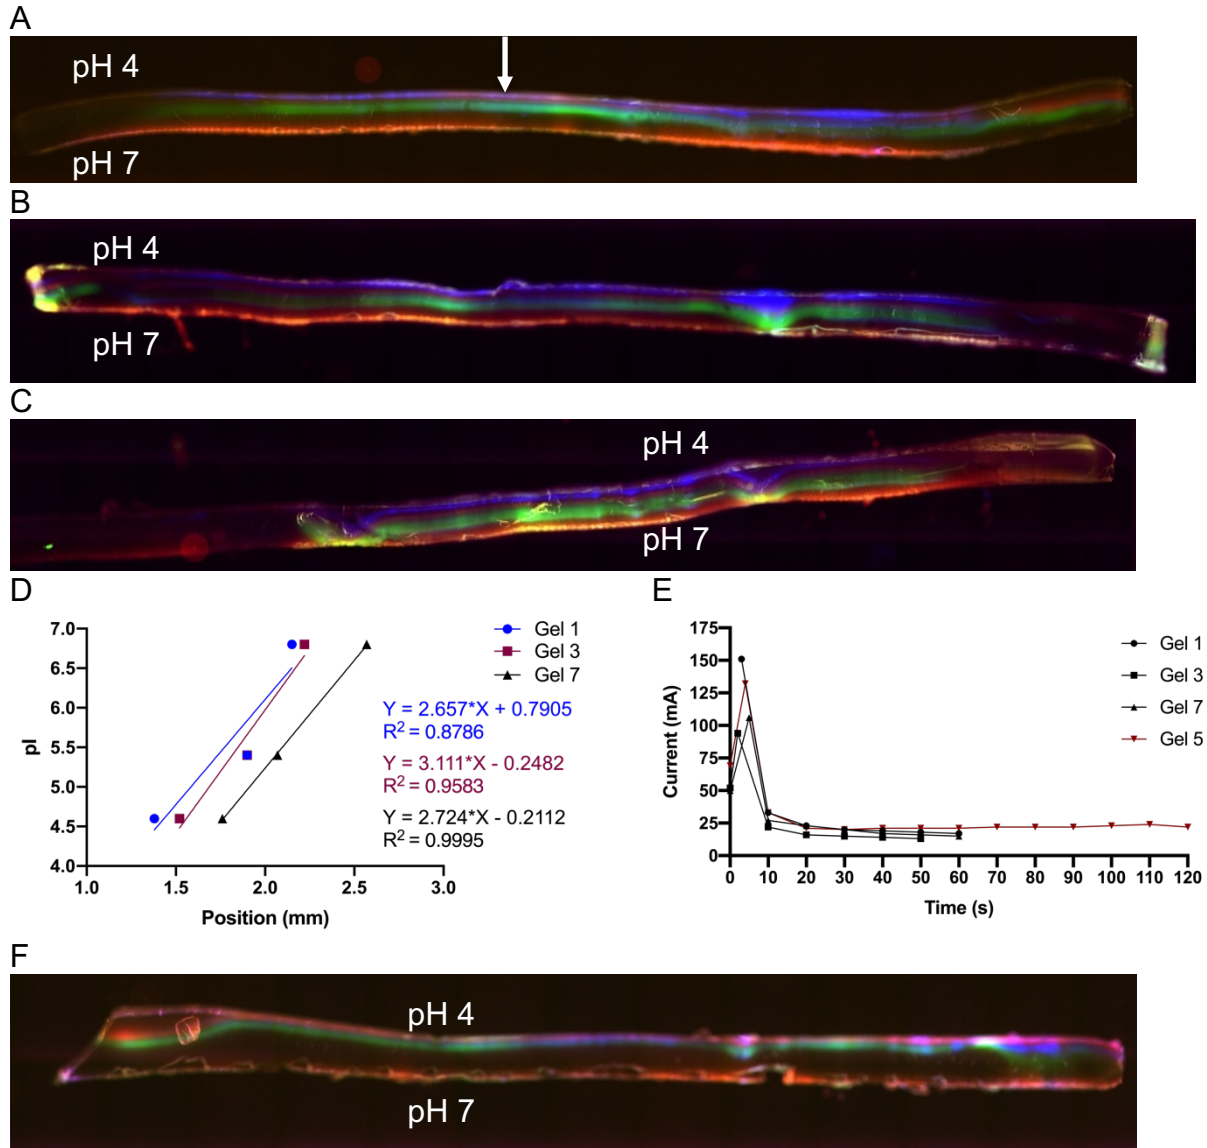 A
pH 4
pH 7
B
pH 4
pH 7
C
pH 4
pH 7
D
pI
7.0
6.5
6.0
5.5
5.0
4.5
4.0
1.0 1.5 2.0 2.5 3.0
Position (mm)
Gel 1
Gel 3
Gel 7
Y = 2.657*X + 0.7905
R² = 0.8786
Y = 3.111*X - 0.2482
R² = 0.9583
Y = 2.724*X - 0.2112
R² = 0.9995
E
Current (mA)
175
150
125
100
75
50
25
0
0 10 20 30 40 50 60 70 80 90 100 110 120
Time (s)
Gel 1
Gel 3
Gel 7
Gel 5
F
pH 4
pH 7